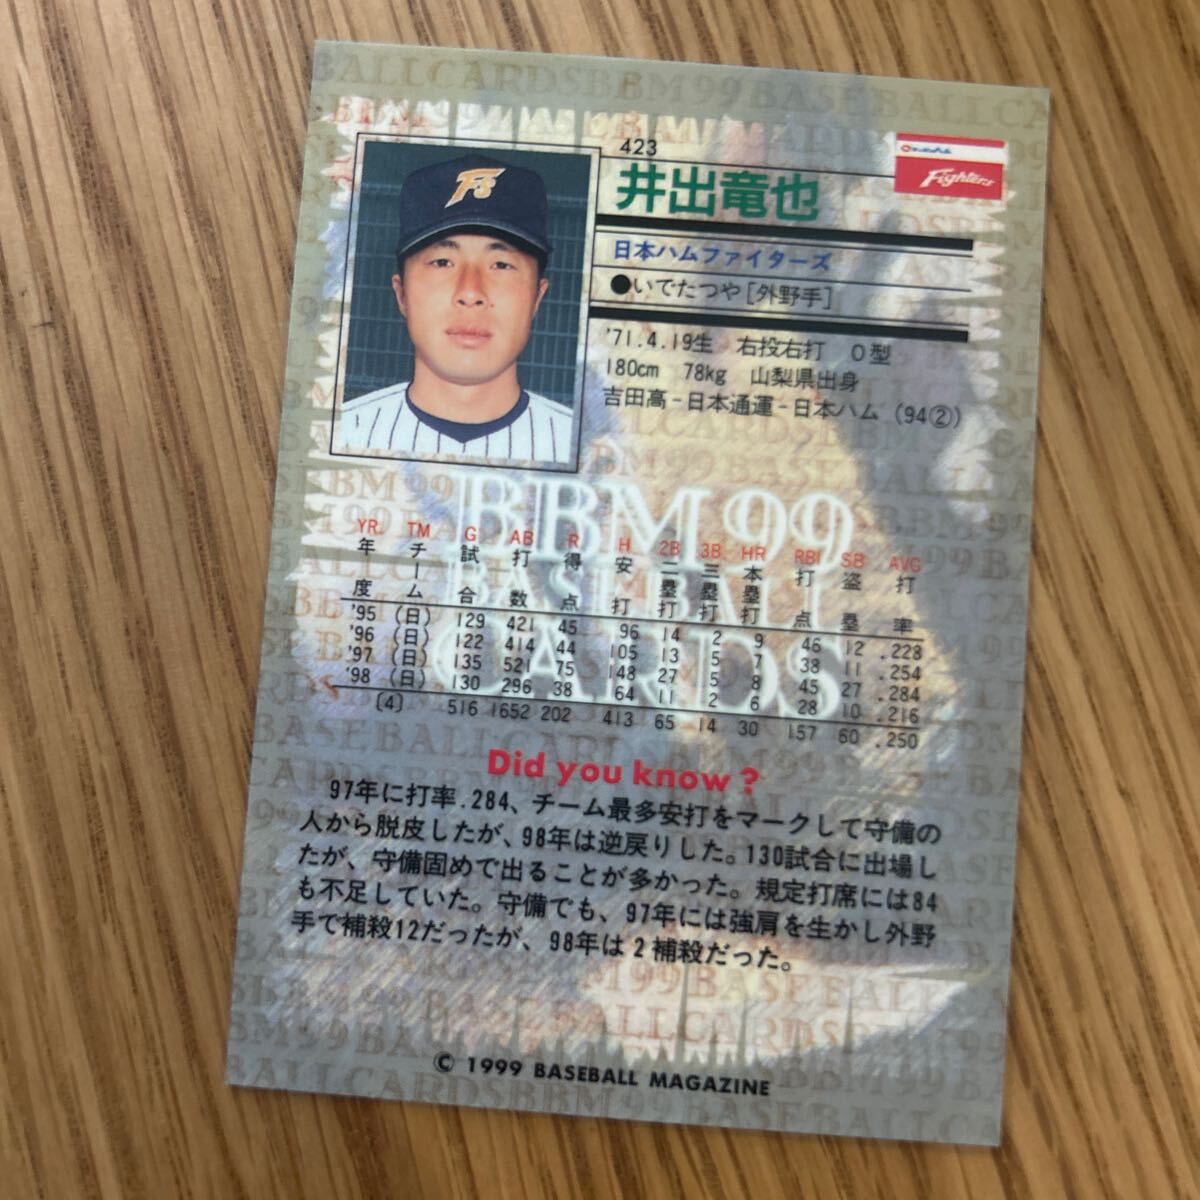 423
井出竜也
Fighters
日本ハムファイターズ
●いでたつや[外野手]
'71.4.19生 右投右打 O型
180cm 78kg 山梨県出身
吉田高-日本通運-日本ハム (94②)
FS
BBM 99
BASEBALL
CARDS
YR. TM G AB R H 2B 3B HR RBI SB AVG
年度 チーム 試合 打数 得点 安打 二塁打 三塁打 本塁打 打点 盗塁 打率
'95 (日) 129 421 45 96 14 2 9 46 12 .228
'96 (日) 122 414 44 105 13 5 7 38 11 .254
'97 (日) 135 521 75 148 27 5 8 45 27 .284
'98 (日) 130 296 38 64 11 2 6 28 10 .216
[4] 516 1652 202 413 65 14 30 157 60 .250
Did you know?
97年に打率.284、チーム最多安打をマークして守備の
人から脱皮したが、98年は逆戻りした。130試合に出場し
たが、守備固めで出ることが多かった。規定打席には84
も不足していた。守備でも、97年には強肩を生かし外野
手で補殺12だったが、98年は2補殺だった。
© 1999 BASEBALL MAGAZINE